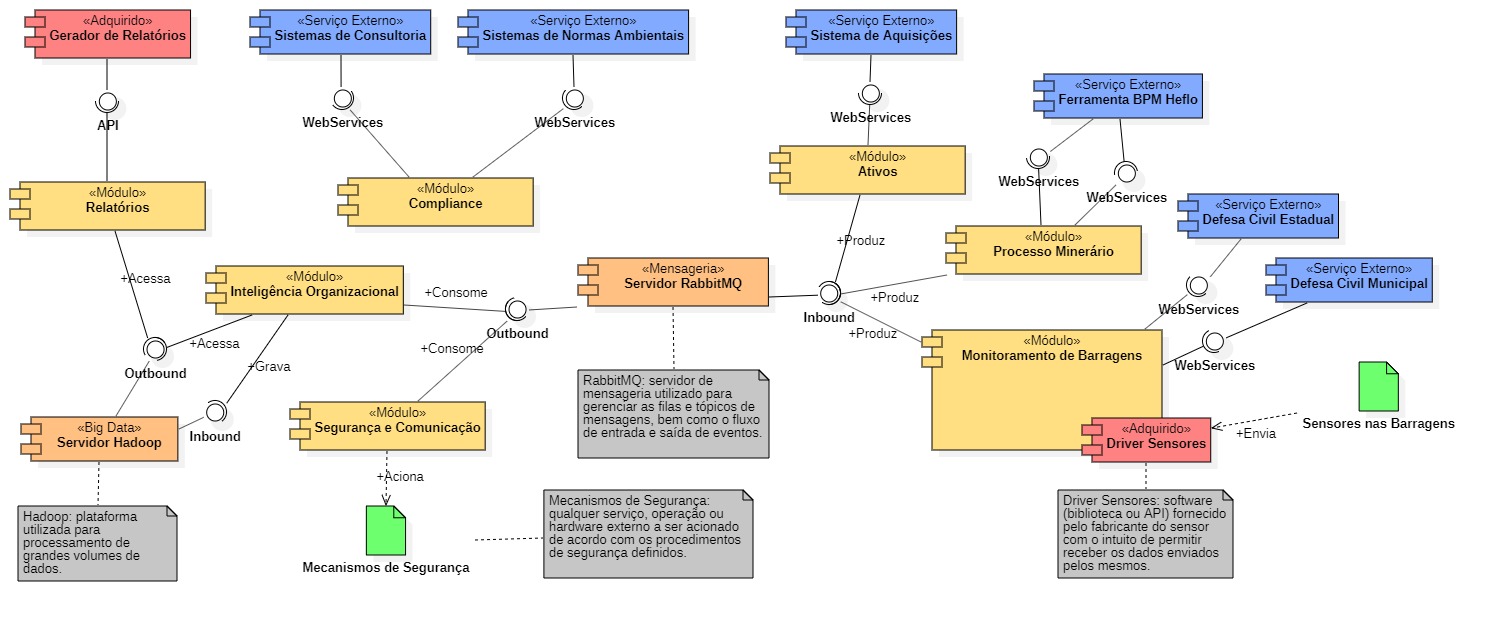 «Adquirido»
Gerador de Relatórios
«Serviço Externo»
Sistemas de Consultoria
«Serviço Externo»
Sistemas de Normas Ambientais
«Serviço Externo»
Sistema de Aquisições
«Serviço Externo»
Ferramenta BPM Heflo
API
WebServices
WebServices
WebServices
WebServices
WebServices
«Módulo»
Relatórios
«Módulo»
Compliance
«Módulo»
Ativos
«Módulo»
Processo Minerário
«Serviço Externo»
Defesa Civil Estadual
«Serviço Externo»
Defesa Civil Municipal
+Acessa
«Módulo»
Inteligência Organizacional
+Consome
Outbound
«Mensageria»
Servidor RabbitMQ
+Produz
+Produz
+Produz
Inbound
WebServices
WebServices
+Acessa
+Grava
+Consome
Outbound
Inbound
«Módulo»
Monitoramento de Barragens
«Big Data»
Servidor Hadoop
«Módulo»
Segurança e Comunicação
RabbitMQ: servidor de
mensageria utilizado para
gerenciar as filas e tópicos de
mensagens, bem como o fluxo
de entrada e saída de eventos.
«Adquirido»
Driver Sensores
+Envia
Sensores nas Barragens
+Aciona
Hadoop: plataforma
utilizada para
processamento de
grandes volumes de
dados.
Mecanismos de Segurança
Mecanismos de Segurança:
qualquer serviço, operação ou
hardware externo a ser acionado
de acordo com os procedimentos
de segurança definidos.
Driver Sensores: software
(biblioteca ou API) fornecido
pelo fabricante do sensor
com o intuito de permitir
receber os dados enviados
pelos mesmos.